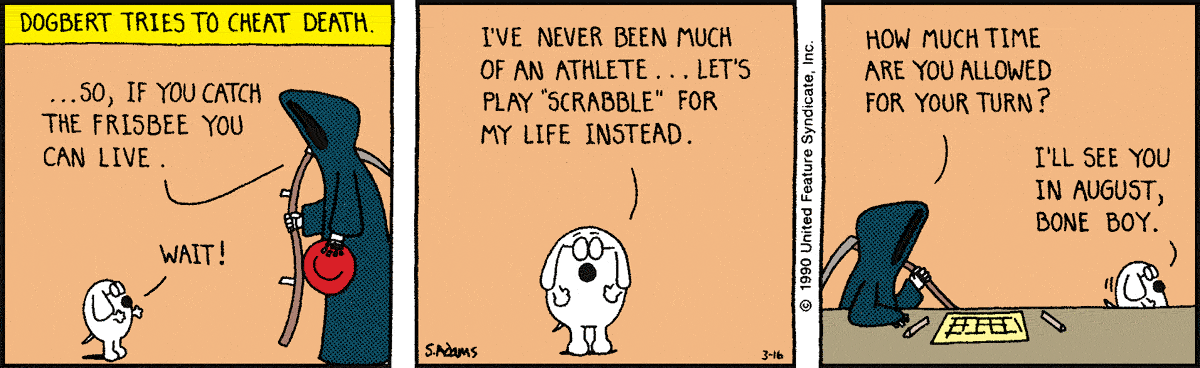 DOGBERT TRIES TO CHEAT DEATH.
...SO, IF YOU CATCH
THE FRISBEE YOU
CAN LIVE.
WAIT!
I'VE NEVER BEEN MUCH
OF AN ATHLETE... LET'S
PLAY "SCRABBLE" FOR
MY LIFE INSTEAD.
S.ADAMS
3-16
© 1990 United Feature Syndicate, Inc.
HOW MUCH TIME
ARE YOU ALLOWED
FOR YOUR TURN?
I'LL SEE YOU
IN AUGUST,
BONE BOY.